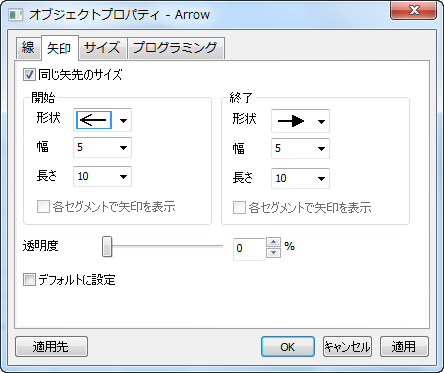 オブジェクトプロパティ - Arrow
線 矢印 サイズ プログラミング
同じ矢先のサイズ
開始 終了
形状 形状
幅 5 幅 5
長さ 10 長さ 10
各セグメントで矢印を表示 各セグメントで矢印を表示
透明度 0 %
デフォルトに設定
適用先 OK キャンセル 適用